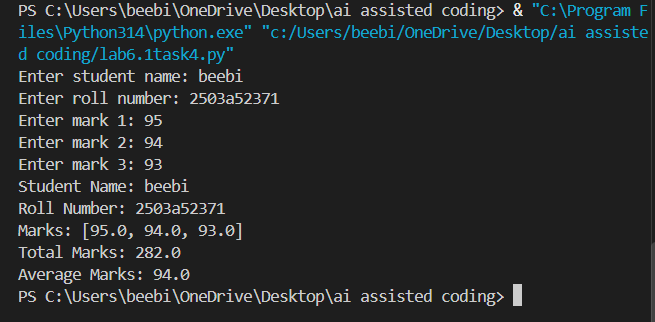 PS C:\Users\beebi\OneDrive\Desktop\ai assisted coding> & "C:\Program F
iles\Python314\python.exe" "c:/Users/beebi/OneDrive/Desktop/ai assiste
d coding/lab6.1task4.py"
Enter student name: beebi
Enter roll number: 2503a52371
Enter mark 1: 95
Enter mark 2: 94
Enter mark 3: 93
Student Name: beebi
Roll Number: 2503a52371
Marks: [95.0, 94.0, 93.0]
Total Marks: 282.0
Average Marks: 94.0
PS C:\Users\beebi\OneDrive\Desktop\ai assisted coding>